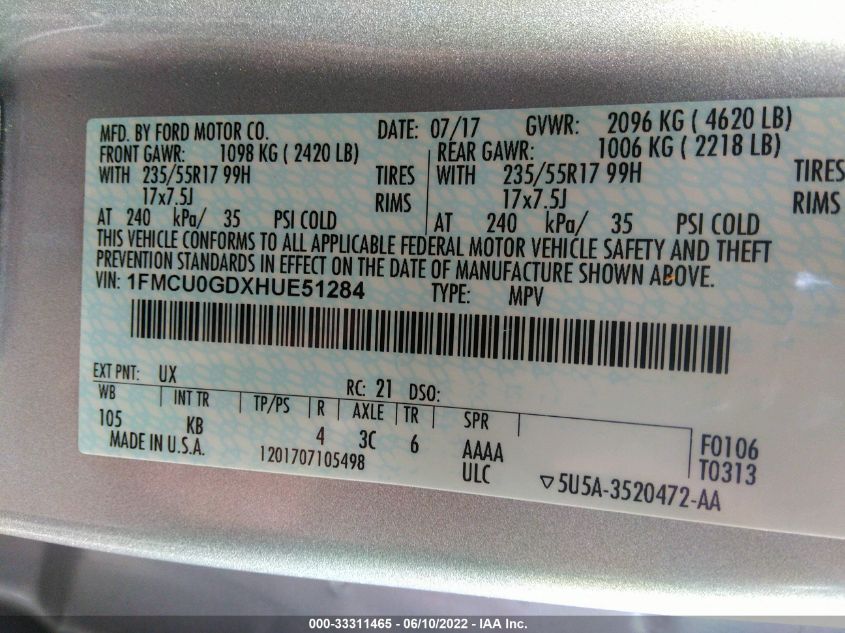 MFD. BY FORD MOTOR CO. DATE: 07/17 GVWR: 2096 KG ( 4620 LB)
FRONT GAWR: 1098 KG ( 2420 LB) REAR GAWR: 1006 KG ( 2218 LB)
WITH 235/55R17 99H TIRES WITH 235/55R17 99H TIRES
17x7.5J RIMS 17x7.5J RIMS
AT 240 kPa/ 35 PSI COLD AT 240 kPa/ 35 PSI COLD
THIS VEHICLE CONFORMS TO ALL APPLICABLE FEDERAL MOTOR VEHICLE SAFETY AND THEFT
PREVENTION STANDARDS IN EFFECT ON THE DATE OF MANUFACTURE SHOWN ABOVE.
VIN: 1FMCU0GDXHUE51284 TYPE: MPV
EXT PNT: UX RC: 21 DSO:
WB INT TR TP/PS R AXLE TR SPR
105 KB 4 3C 6 AAAA F0106
MADE IN U.S.A. 1201707105498 ULC T0313
▽5U5A-3520472-AA
000-33311465 - 06/10/2022 - IAA Inc.